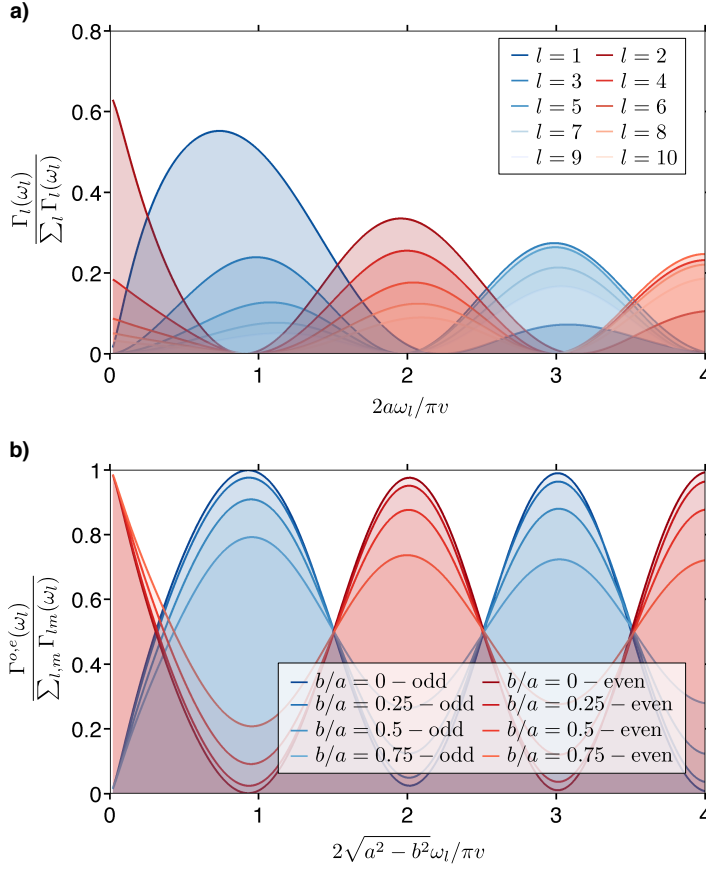 a)
0.8
0.6
0.4
0.2
0
Γ_l(ω_l)
∑_l Γ_l(ω_l)
l = 1 l = 2
l = 3 l = 4
l = 5 l = 6
l = 7 l = 8
l = 9 l = 10
0 1 2 3 4
2aω_l/πv
b)
1
0.8
0.6
0.4
0.2
0
Γ^{o,e}(ω_l)
∑_{l,m} Γ_{lm}(ω_l)
b/a = 0 − odd b/a = 0 − even
b/a = 0.25 − odd b/a = 0.25 − even
b/a = 0.5 − odd b/a = 0.5 − even
b/a = 0.75 − odd b/a = 0.75 − even
0 1 2 3 4
2√(a² − b²)ω_l/πv